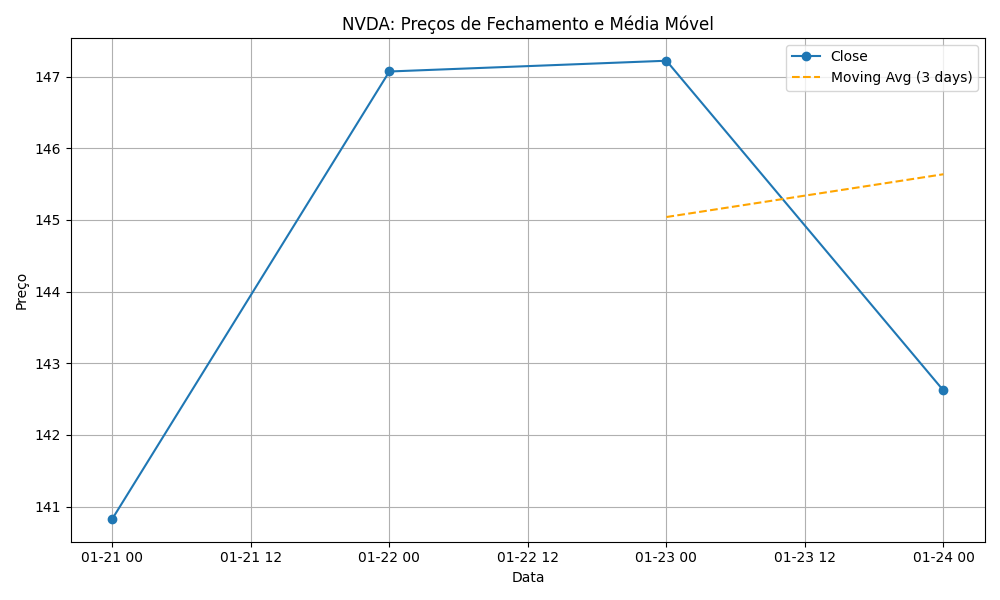 NVDA: Preços de Fechamento e Média Móvel
Close
Moving Avg (3 days)
Preço
147
146
145
144
143
142
141
01-21 00
01-21 12
01-22 00
01-22 12
01-23 00
01-23 12
01-24 00
Data